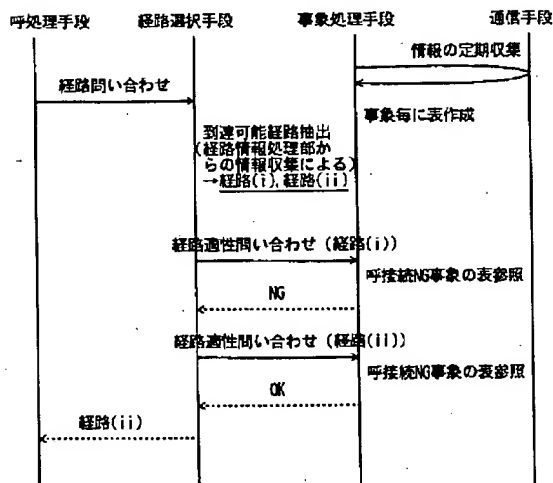 呼処理手段 経路選択手段 事象処理手段 通信手段
情報の定期収集
経路問い合わせ
事象毎に表作成
到達可能経路抽出
(経路情報処理部か
らの情報収集による)
→経路(i),経路(ii)
経路適性問い合わせ(経路(i))
呼接続NG事象の表参照
NG
経路適性問い合わせ(経路(ii))
呼接続NG事象の表参照
OK
経路(ii)